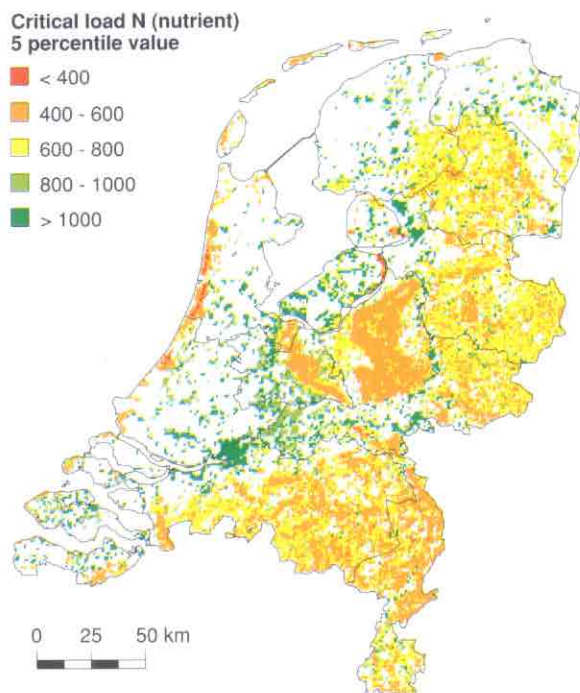 Critical load N (nutrient)
5 percentile value
< 400
400 - 600
600 - 800
800 - 1000
> 1000
0 25 50 km